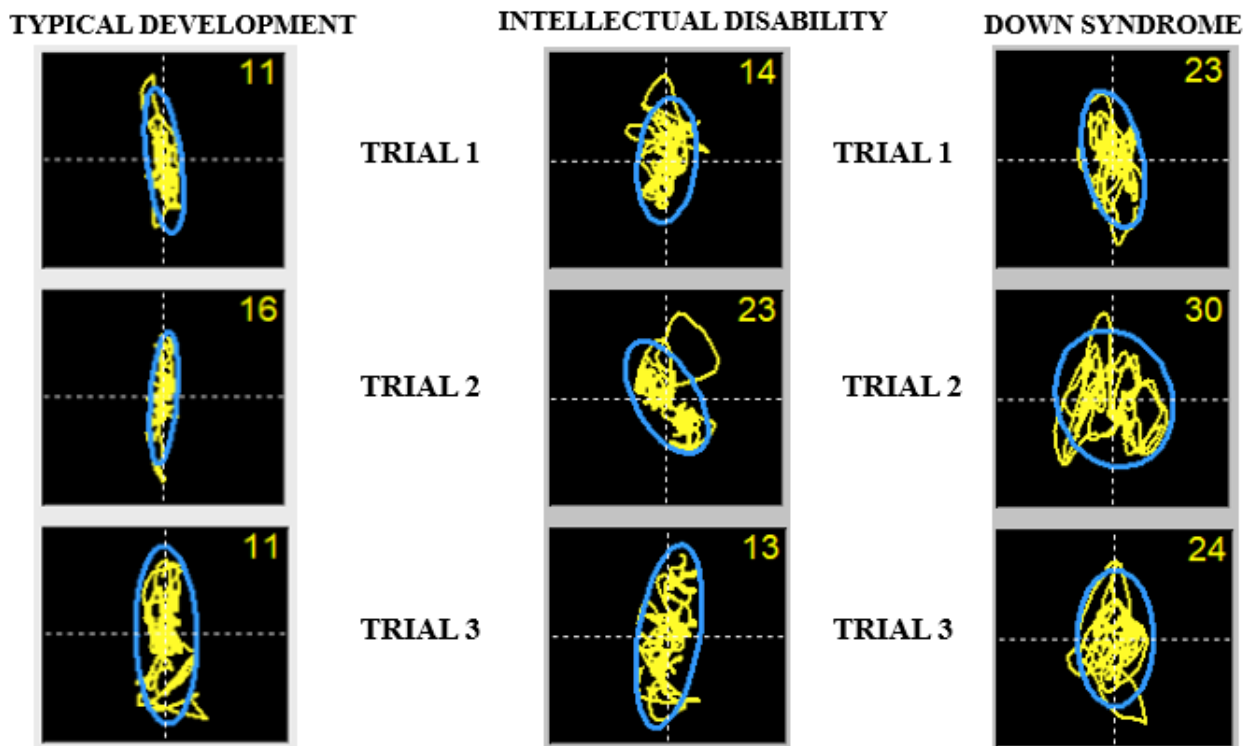 TYPICAL DEVELOPMENT INTELLECTUAL DISABILITY DOWN SYNDROME
11 14 23
TRIAL 1 TRIAL 1
16 23 30
TRIAL 2 TRIAL 2
11 13 24
TRIAL 3 TRIAL 3